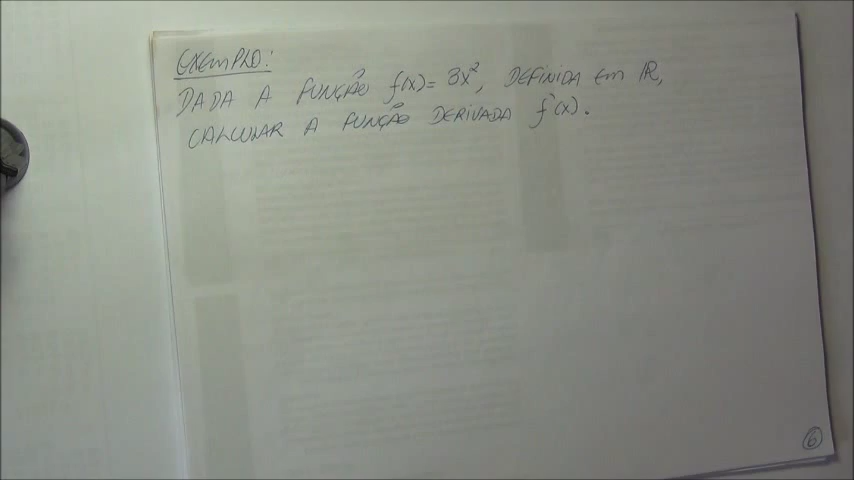 EXEMPLO:
DADA A FUNÇÃO f(x) = 3x², DEFINIDA EM ℝ,
CALCULAR A FUNÇÃO DERIVADA f'(x).
6